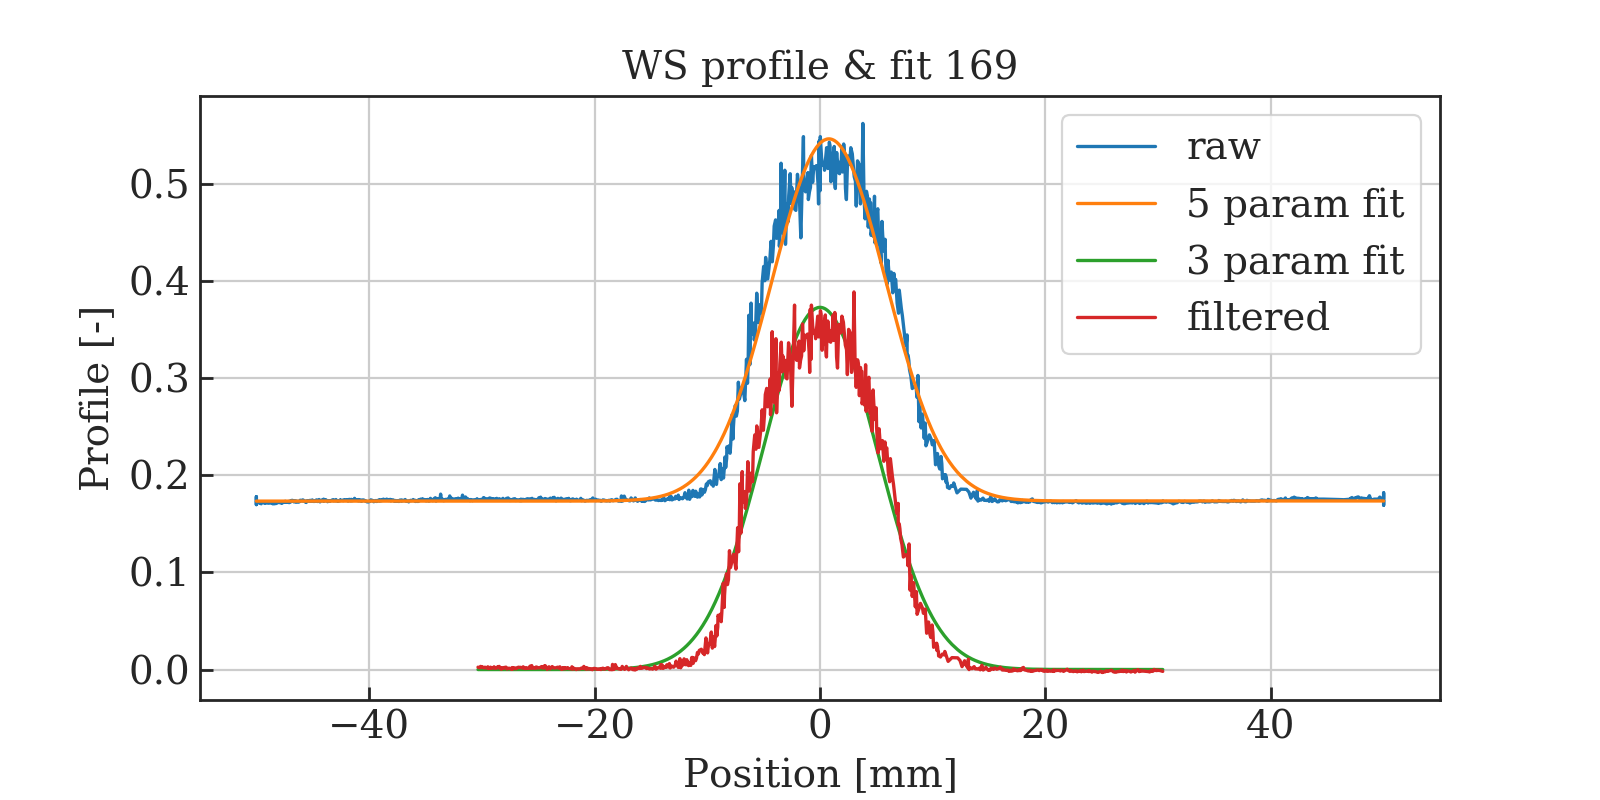 WS profile & fit 169
Profile [-]
0.5
0.4
0.3
0.2
0.1
0.0
raw
5 param fit
3 param fit
filtered
−40 −20 0 20 40
Position [mm]